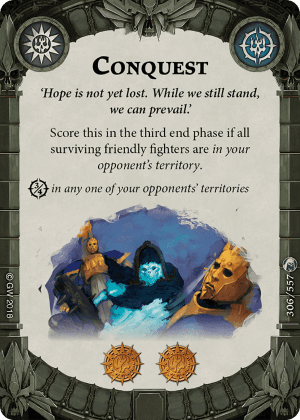 CONQUEST
‘Hope is not yet lost. While we still stand,
we can prevail.’
Score this in the third end phase if all
surviving friendly fighters are in your
opponent’s territory.
in any one of your opponents’ territories
© GW 2018
306/557